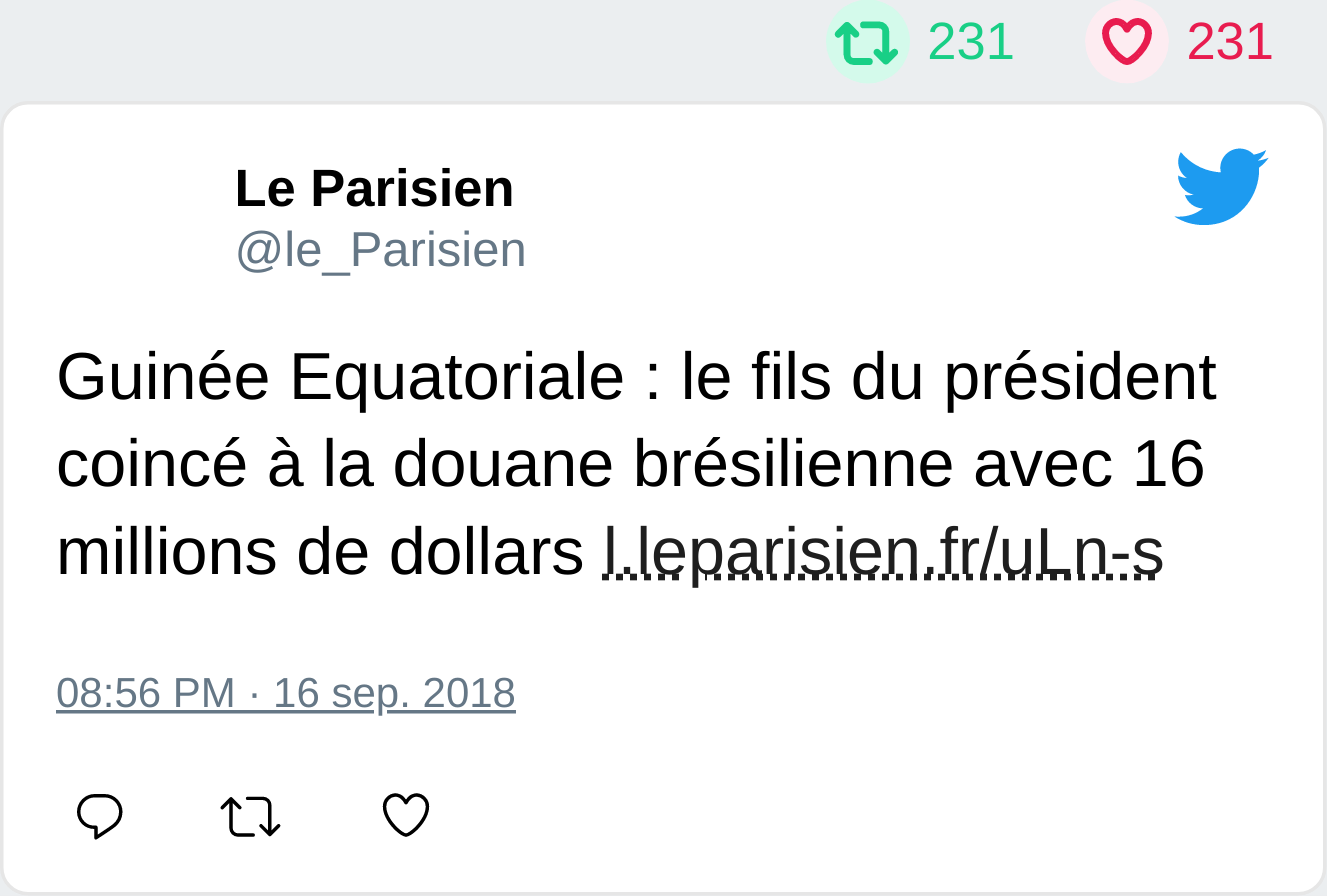 231 231
Le Parisien
@le_Parisien
Guinée Equatoriale : le fils du président
coincé à la douane brésilienne avec 16
millions de dollars l.leparisien.fr/uLn-s
08:56 PM · 16 sep. 2018